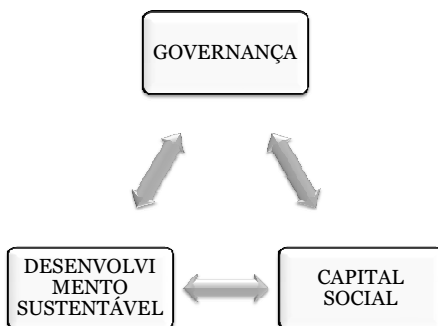 GOVERNANÇA
DESENVOLVI
MENTO
SUSTENTÁVEL
CAPITAL
SOCIAL